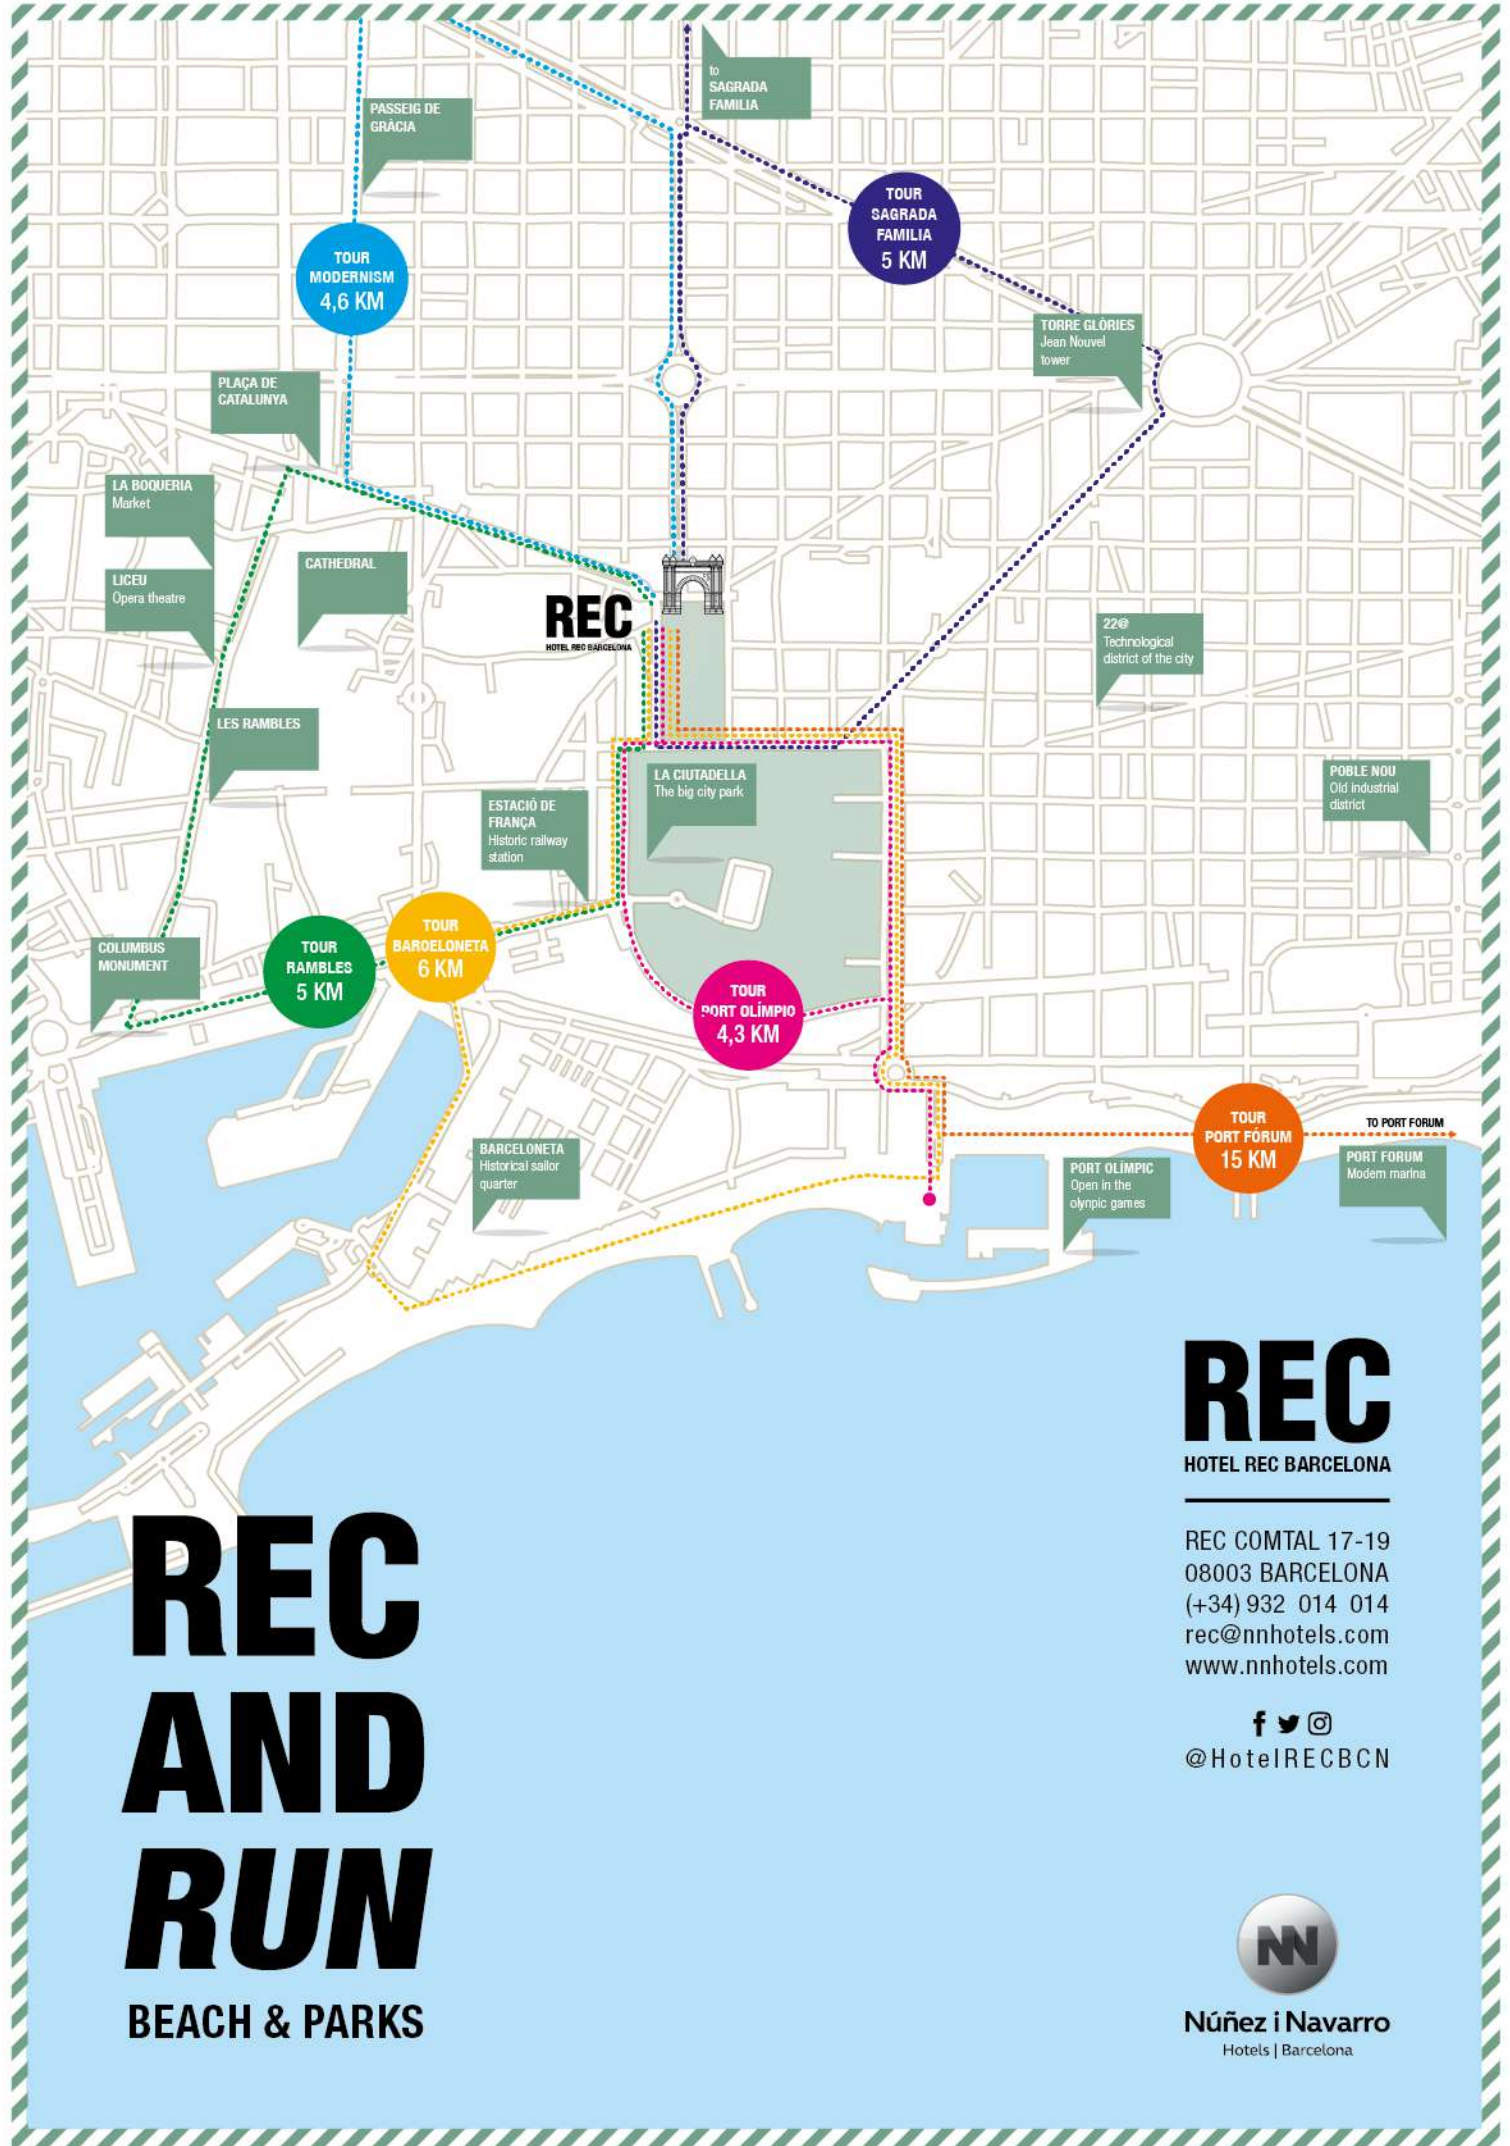 to
SAGRADA
FAMILIA
PASSEIG DE
GRÀCIA
TOUR
SAGRADA
FAMILIA
5 KM
TOUR
MODERNISM
4,6 KM
TORRE GLÒRIES
Jean Nouvel
tower
PLAÇA DE
CATALUNYA
LA BOQUERIA
Market
CATHEDRAL
LICEU
Opera theatre
REC
HOTEL REC BARCELONA
22@
Technological
district of the city
LES RAMBLES
LA CIUTADELLA
The big city park
POBLE NOU
Old industrial
district
ESTACIÓ DE
FRANÇA
Historic railway
station
TOUR
BARCELONETA
6 KM
COLUMBUS
MONUMENT
TOUR
RAMBLES
5 KM
TOUR
PORT OLÍMPIC
4,3 KM
TOUR
PORT FÓRUM
15 KM
TO PORT FORUM
BARCELONETA
Historical sailor
quarter
PORT OLÍMPIC
Open in the
olynpic games
PORT FORUM
Modern marina
REC
HOTEL REC BARCELONA
REC COMTAL 17-19
08003 BARCELONA
(+34) 932 014 014
rec@nnhotels.com
www.nnhotels.com
@HotelRECBCN
REC
AND
RUN
BEACH & PARKS
NN
Núñez i Navarro
Hotels | Barcelona